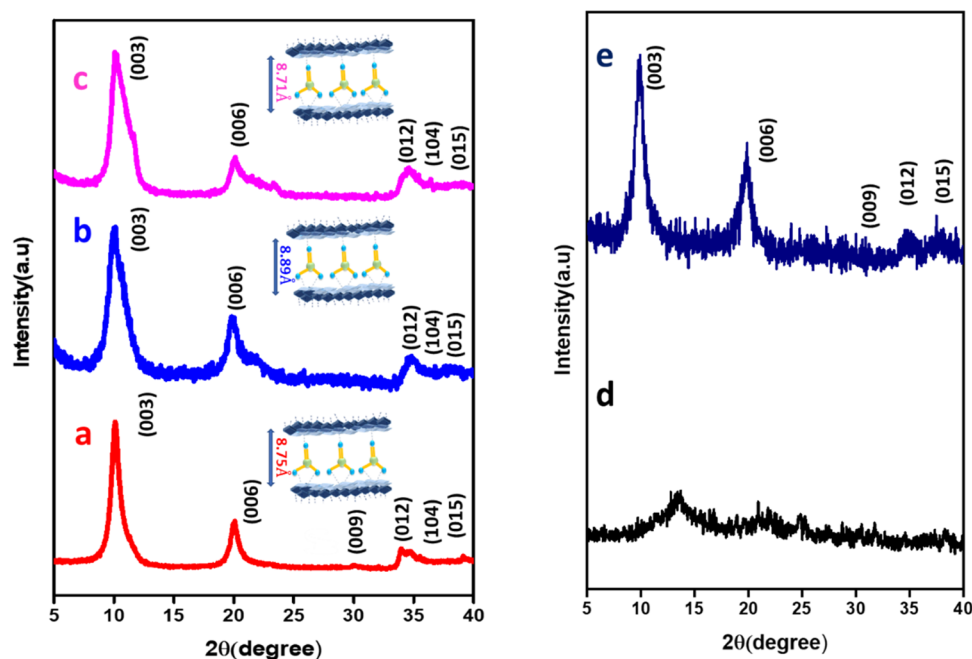 c
(003)
8.71Å
(006)
(012)
(104)
(015)
b
(003)
8.89Å
(006)
(012)
(104)
(015)
a
(003)
8.75Å
(006)
(009)
(012)
(104)
(015)
Intensity(a.u)
5 10 15 20 25 30 35 40
2θ(degree)
e
(003)
(006)
(009)
(012)
(015)
d
Intensity(a.u)
5 10 15 20 25 30 35 40
2θ(degree)